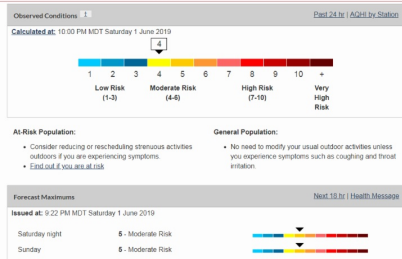 Observed Conditions
Past 24 hr | AQHI by Station
Calculated at: 10:00 PM MDT Saturday 1 June 2019
4
1 2 3 4 5 6 7 8 9 10 +
Low Risk (1-3)
Moderate Risk (4-6)
High Risk (7-10)
Very High Risk
At-Risk Population:
Consider reducing or rescheduling strenuous activities
outdoors if you are experiencing symptoms.
Find out if you are at risk
General Population:
No need to modify your usual outdoor activities unless
you experience symptoms such as coughing and throat
irritation.
Forecast Maximums
Next 18 hr | Health Message
Issued at: 9:22 PM MDT Saturday 1 June 2019
Saturday night 5 - Moderate Risk
Sunday 5 - Moderate Risk